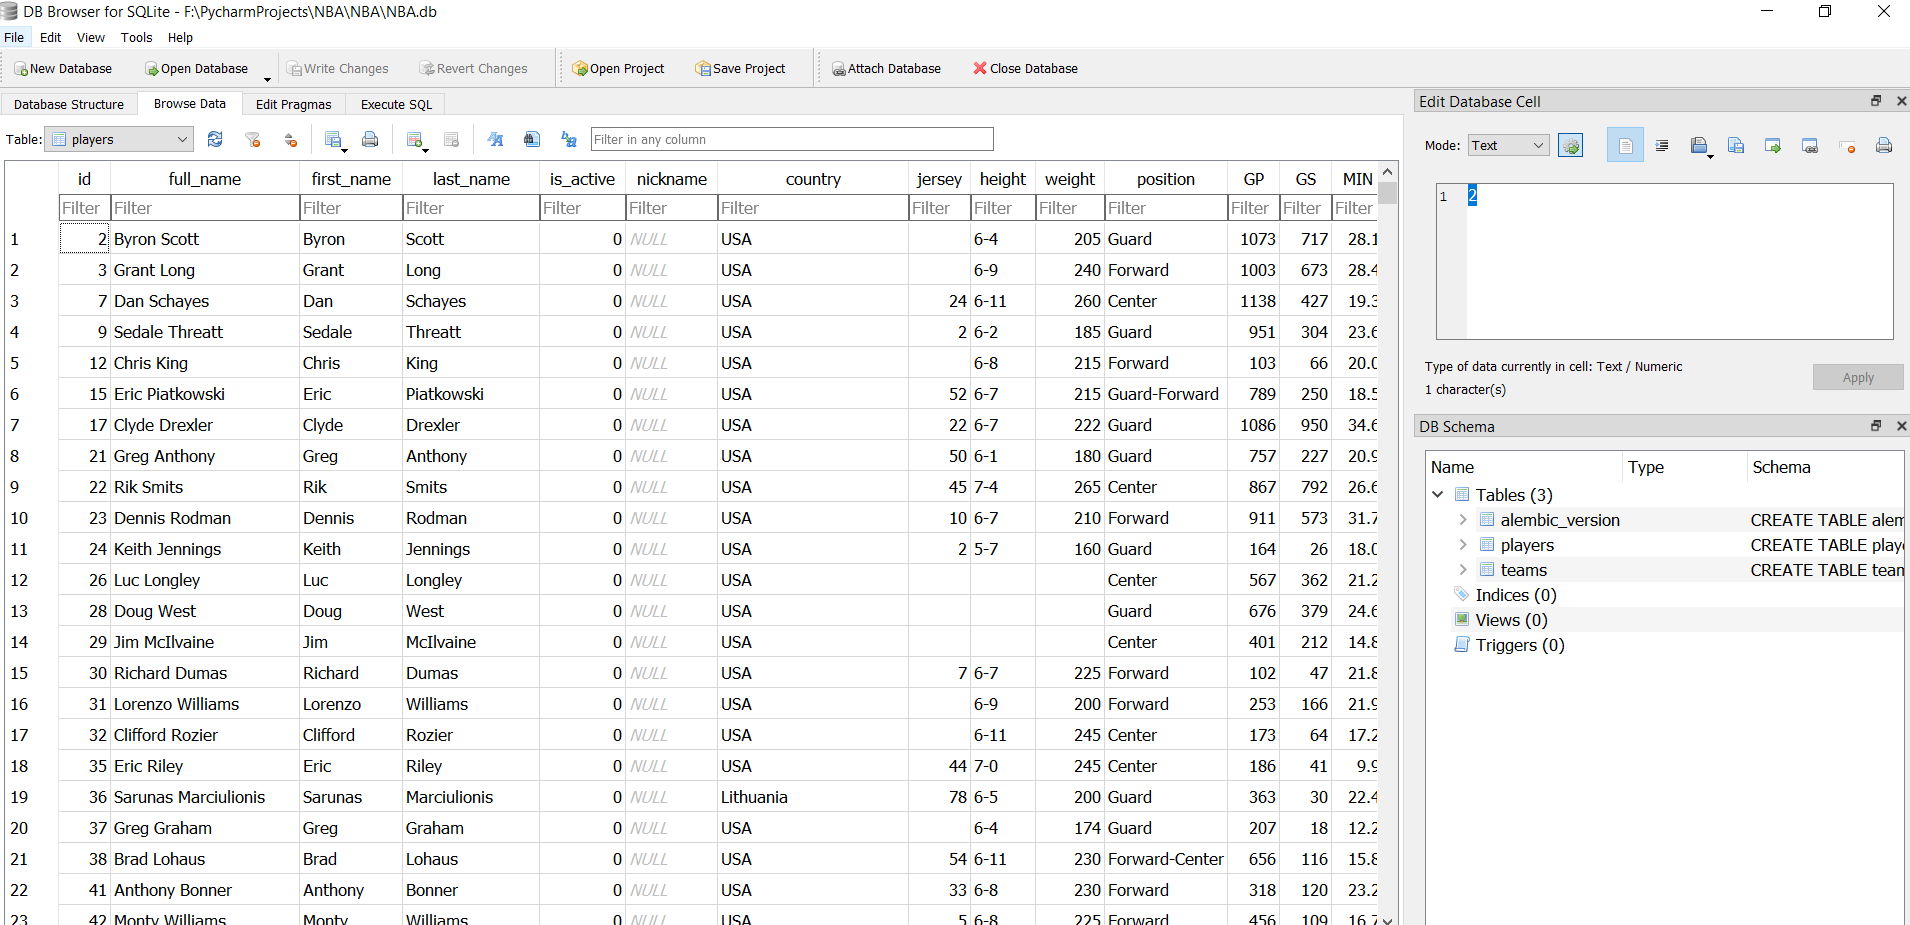 DB Browser for SQLite - F:\PycharmProjects\NBA\NBA\NBA.db
File Edit View Tools Help
New Database Open Database Write Changes Revert Changes Open Project Save Project Attach Database Close Database
Database Structure Browse Data Edit Pragmas Execute SQL
Table: players Filter in any column
id full_name first_name last_name is_active nickname country jersey height weight position GP GS MIN
Filter Filter Filter Filter Filter Filter Filter Filter Filter Filter Filter Filter Filter Filter
1 2 Byron Scott Byron Scott 0 NULL USA 6-4 205 Guard 1073 717 28.1
2 3 Grant Long Grant Long 0 NULL USA 6-9 240 Forward 1003 673 28.4
3 7 Dan Schayes Dan Schayes 0 NULL USA 24 6-11 260 Center 1138 427 19.3
4 9 Sedale Threatt Sedale Threatt 0 NULL USA 2 6-2 185 Guard 951 304 23.6
5 12 Chris King Chris King 0 NULL USA 6-8 215 Forward 103 66 20.0
6 15 Eric Piatkowski Eric Piatkowski 0 NULL USA 52 6-7 215 Guard-Forward 789 250 18.5
7 17 Clyde Drexler Clyde Drexler 0 NULL USA 22 6-7 222 Guard 1086 950 34.6
8 21 Greg Anthony Greg Anthony 0 NULL USA 50 6-1 180 Guard 757 227 20.9
9 22 Rik Smits Rik Smits 0 NULL USA 45 7-4 265 Center 867 792 26.6
10 23 Dennis Rodman Dennis Rodman 0 NULL USA 10 6-7 210 Forward 911 573 31.7
11 24 Keith Jennings Keith Jennings 0 NULL USA 2 5-7 160 Guard 164 26 18.0
12 26 Luc Longley Luc Longley 0 NULL USA Center 567 362 21.2
13 28 Doug West Doug West 0 NULL USA Guard 676 379 24.6
14 29 Jim McIlvaine Jim McIlvaine 0 NULL USA Center 401 212 14.8
15 30 Richard Dumas Richard Dumas 0 NULL USA 7 6-7 225 Forward 102 47 21.8
16 31 Lorenzo Williams Lorenzo Williams 0 NULL USA 6-9 200 Forward 253 166 21.9
17 32 Clifford Rozier Clifford Rozier 0 NULL USA 6-11 245 Center 173 64 17.2
18 35 Eric Riley Eric Riley 0 NULL USA 44 7-0 245 Center 186 41 9.9
19 36 Sarunas Marciulionis Sarunas Marciulionis 0 NULL Lithuania 78 6-5 200 Guard 363 30 22.4
20 37 Greg Graham Greg Graham 0 NULL USA 6-4 174 Guard 207 18 12.2
21 38 Brad Lohaus Brad Lohaus 0 NULL USA 54 6-11 230 Forward-Center 656 116 15.8
22 41 Anthony Bonner Anthony Bonner 0 NULL USA 33 6-8 230 Forward 318 120 23.2
23 42 Monty Williams Monty Williams 0 NULL USA 5 6-8 225 Forward 456 109 16.7
Edit Database Cell
Mode: Text
1 2
Type of data currently in cell: Text / Numeric
1 character(s)
Apply
DB Schema
Name Type Schema
Tables (3)
alembic_version CREATE TABLE alem
players CREATE TABLE play
teams CREATE TABLE team
Indices (0)
Views (0)
Triggers (0)